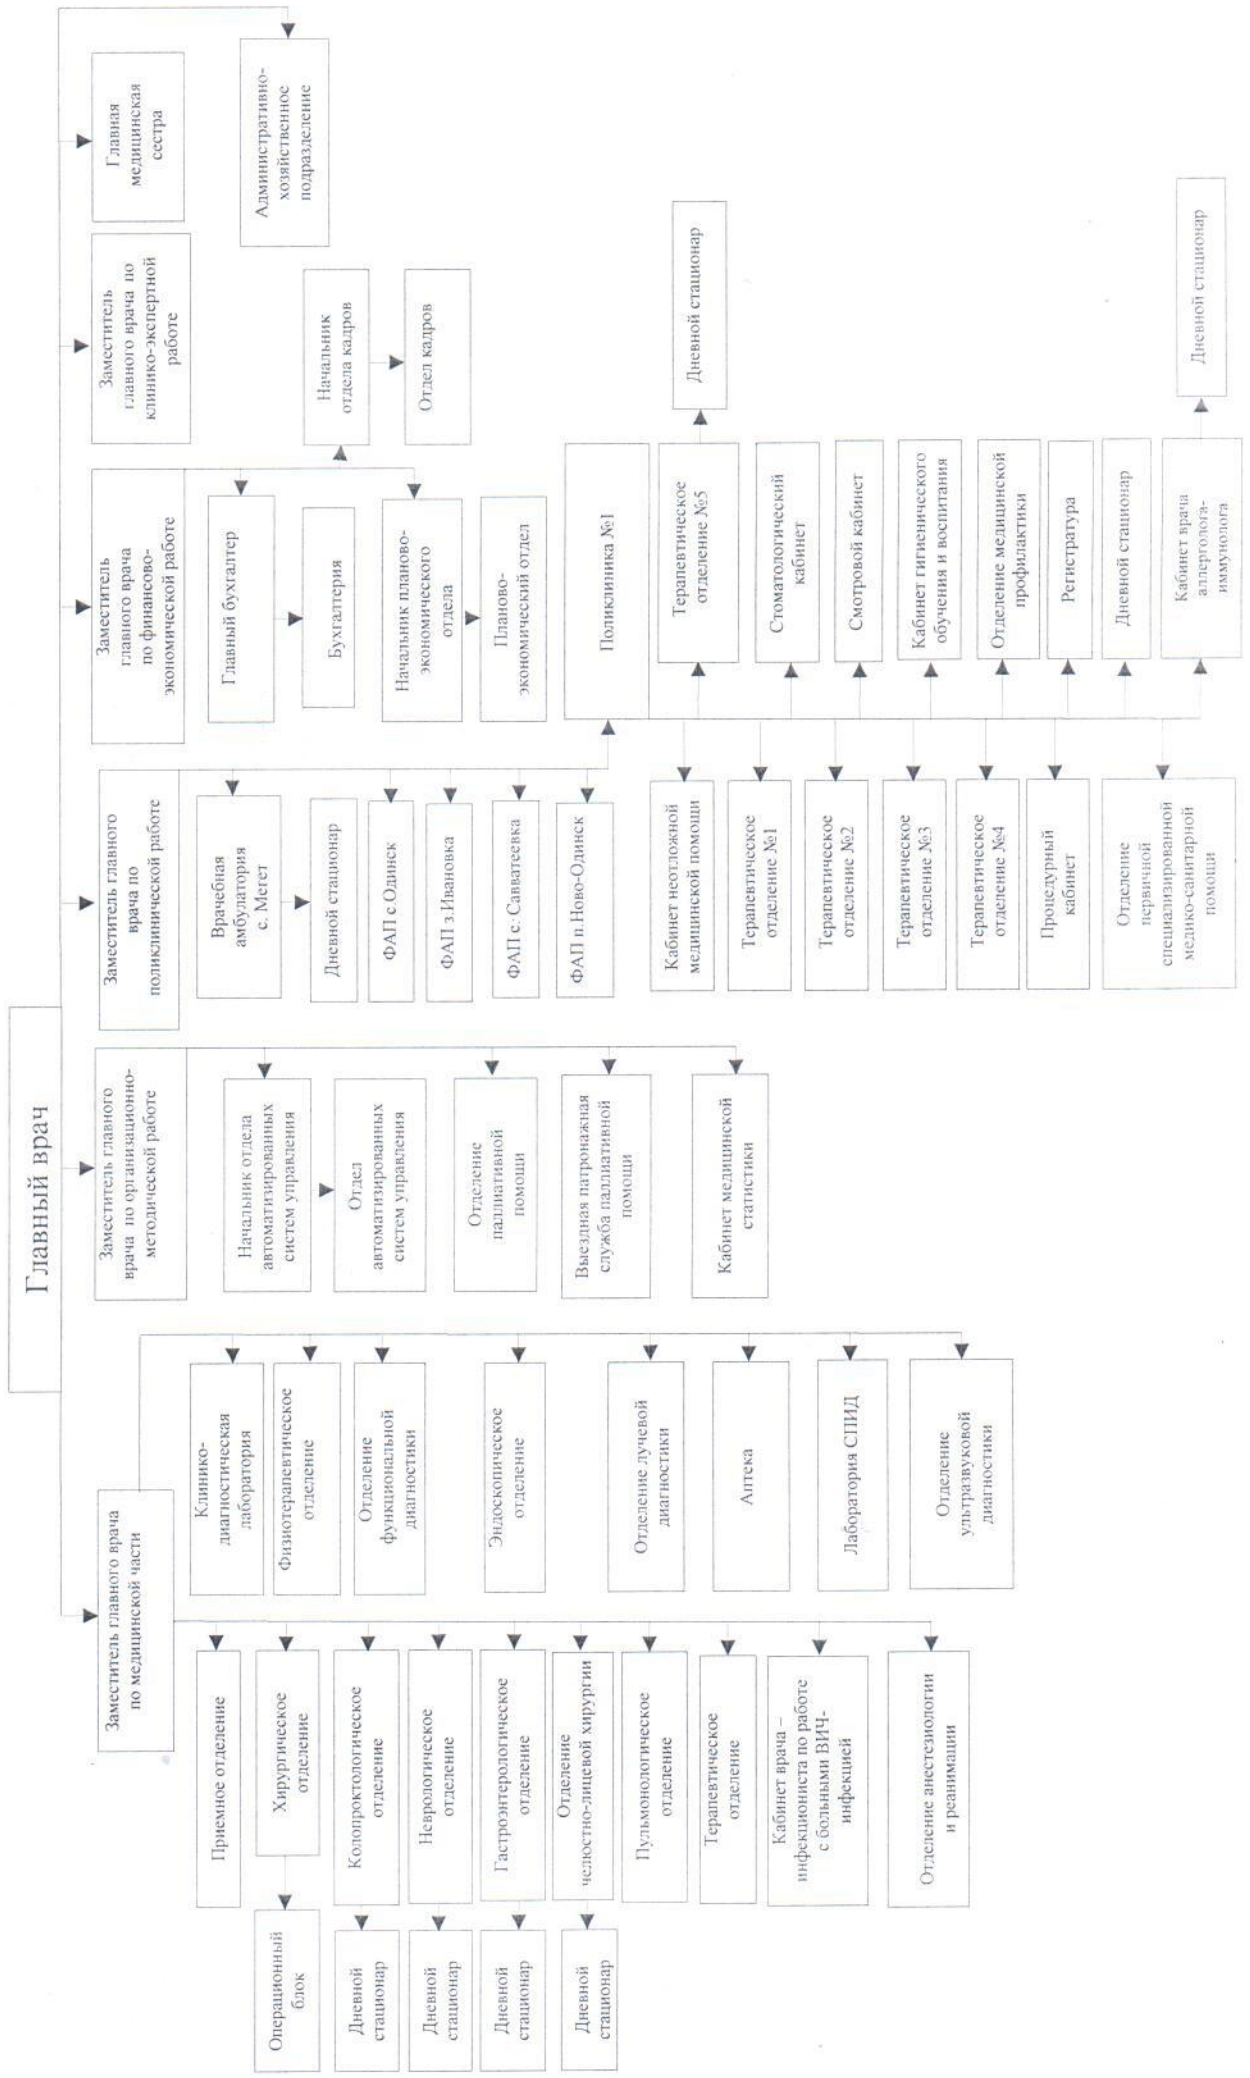 Главный врач
Заместитель главного врача
по медицинской части
Приемное отделение
Хирургическое
отделение
Операционный
блок
Колопроктологическое
отделение
Дневной
стационар
Неврологическое
отделение
Дневной
стационар
Гастроэнтерологическое
отделение
Дневной
стационар
Отделение
челюстно-лицевой хирургии
Дневной
стационар
Пульмонологическое
отделение
Терапевтическое
отделение
Кабинет врача –
инфекциониста по работе
с больными ВИЧ-
инфекцией
Отделение анестезиологии
и реанимации
Клинико-
диагностическая
лаборатория
Физиотерапевтическое
отделение
Отделение
функциональной
диагностики
Эндоскопическое
отделение
Отделение лучевой
диагностики
Аптека
Лаборатория СПИД
Отделение
ультразвуковой
диагностики
Заместитель главного
врача по организационно-
методической работе
Начальник отдела
автоматизированных
систем управления
Отдел
автоматизированных
систем управления
Отделение
паллиативной
помощи
Выездная патронажная
служба паллиативной
помощи
Кабинет медицинской
статистики
Заместитель главного
врача по
поликлинической работе
Врачебная
амбулатория
с. Мегет
Дневной стационар
ФАП с.Одинск
ФАП з.Ивановка
ФАП с. Савватеевка
ФАП п.Ново-Одинск
Поликлиника №1
Кабинет неотложной
медицинской помощи
Терапевтическое
отделение №1
Терапевтическое
отделение №2
Терапевтическое
отделение №3
Терапевтическое
отделение №4
Процедурный
кабинет
Отделение
первичной
специализированной
медико-санитарной
помощи
Терапевтическое
отделение №5
Дневной стационар
Стоматологический
кабинет
Смотровой кабинет
Кабинет гигиенического
обучения и воспитания
Отделение медицинской
профилактики
Регистратура
Дневной стационар
Кабинет врача
аллерголога-
иммунолога
Дневной стационар
Заместитель
главного врача
по финансово-
экономической работе
Главный бухгалтер
Бухгалтерия
Начальник планово-
экономического
отдела
Планово-
экономический отдел
Начальник
отдела кадров
Отдел кадров
Заместитель
главного врача по
клинико-экспертной
работе
Главная
медицинская
сестра
Административно-
хозяйственное
подразделение